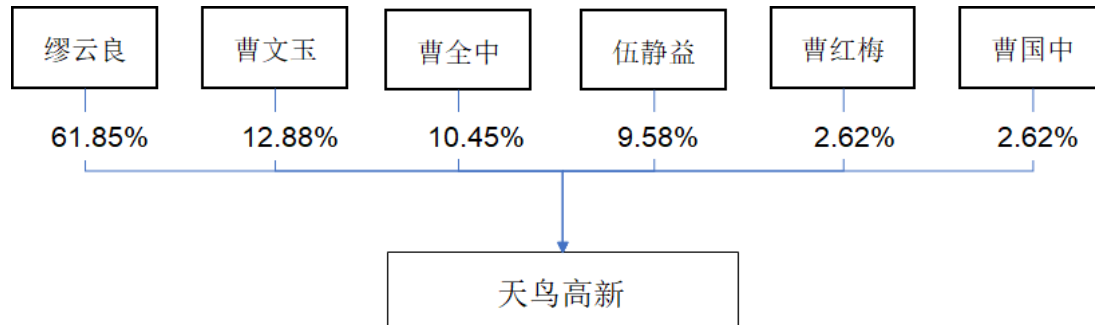 缪云良 曹文玉 曹全中 伍静益 曹红梅 曹国中
61.85% 12.88% 10.45% 9.58% 2.62% 2.62%
天鸟高新